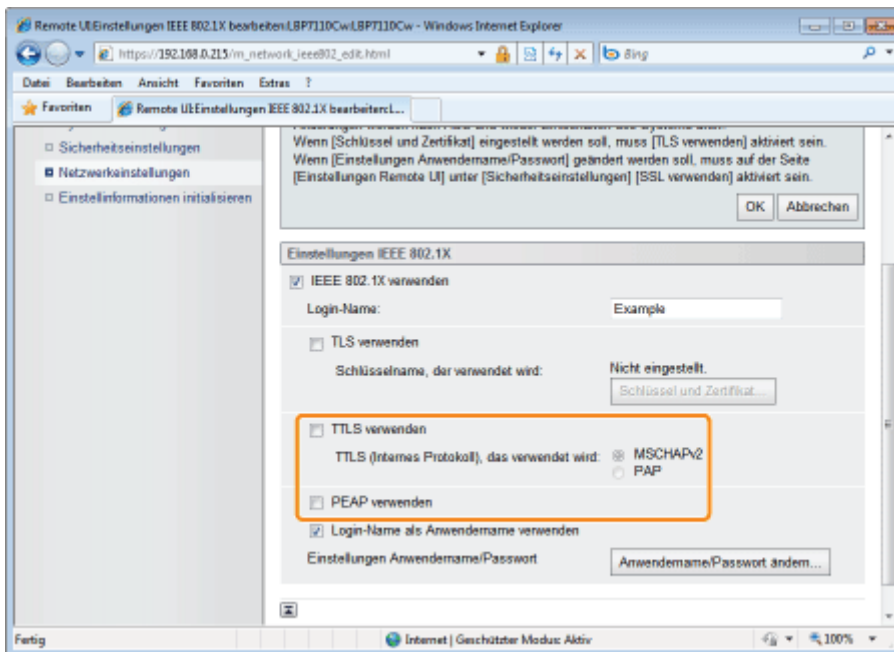 Remote UI:Einstellungen IEEE 802.1X bearbeiten:LBP7110Cw:LBP7110Cw - Windows Internet Explorer
https://192.168.0.215/m_network_ieee802_edit.html
Bing
Datei Bearbeiten Ansicht Favoriten Extras ?
Favoriten
Remote UI:Einstellungen IEEE 802.1X bearbeiten:L...
Sicherheitseinstellungen
Netzwerkeinstellungen
Einstellinformationen initialisieren
Wenn [Schlüssel und Zertifikat] eingestellt werden soll, muss [TLS verwenden] aktiviert sein.
Wenn [Einstellungen Anwendername/Passwort] geändert werden soll, muss auf der Seite
[Einstellungen Remote UI] unter [Sicherheitseinstellungen] [SSL verwenden] aktiviert sein.
OK Abbrechen
Einstellungen IEEE 802.1X
IEEE 802.1X verwenden
Login-Name: Example
TLS verwenden
Schlüsselname, der verwendet wird: Nicht eingestellt.
Schlüssel und Zertifikat...
TTLS verwenden
TTLS (Internes Protokoll), das verwendet wird: MSCHAPv2
PAP
PEAP verwenden
Login-Name als Anwendername verwenden
Einstellungen Anwendername/Passwort Anwendername/Passwort ändern...
Fertig Internet | Geschützter Modus: Aktiv 100%